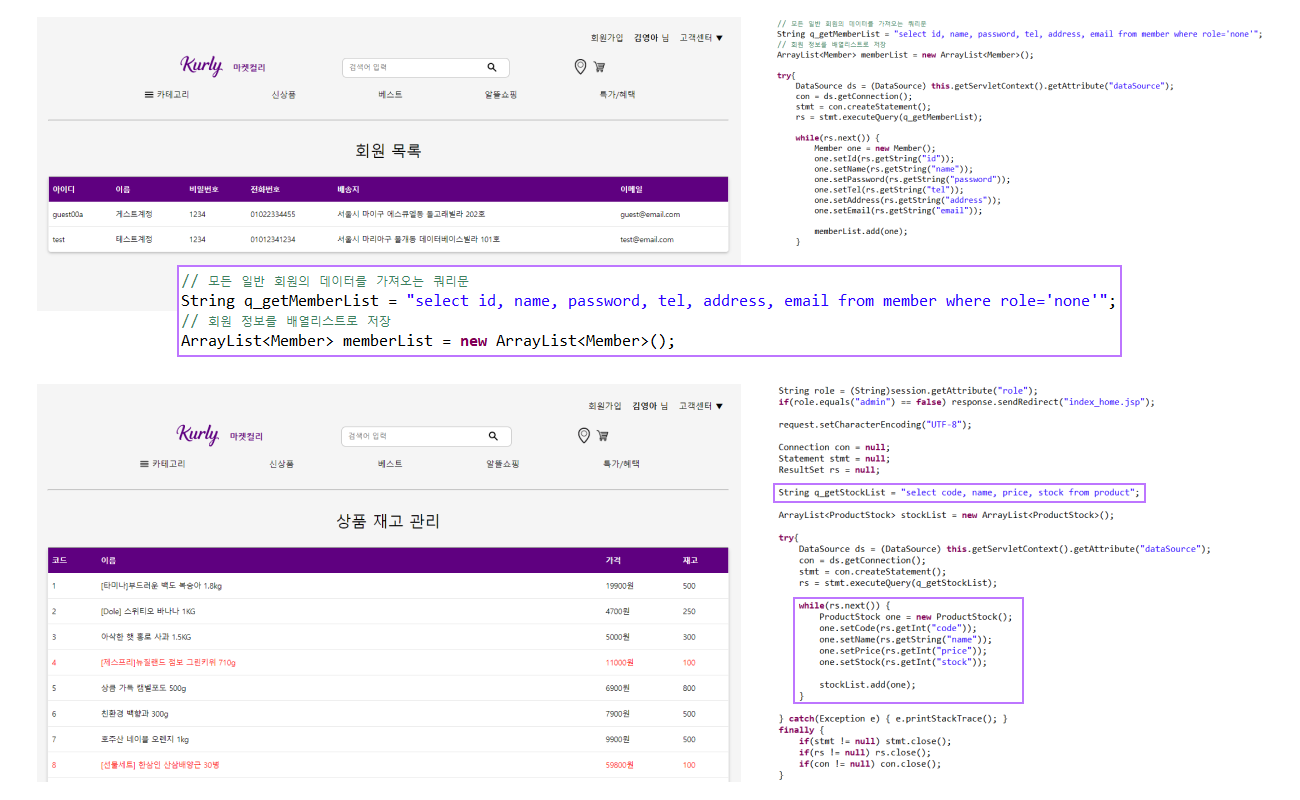 회원가입 김영아 님 고객센터 ▼
Kurly 마켓컬리
검색어 입력
카테고리 신상품 베스트 알뜰쇼핑 특가/혜택
회원 목록
아이디 이름 비밀번호 전화번호 배송지 이메일
guest00a 게스트계정 1234 01022334455 서울시 마이구 에스큐엘동 돌고래빌라 202호 guest@email.com
test 테스트계정 1234 01012341234 서울시 마리아구 풀개동 데이터베이스빌라 101호 test@email.com
// 모든 일반 회원의 데이터를 가져오는 쿼리문
String q_getMemberList = "select id, name, password, tel, address, email from member where role='none'";
// 회원 정보를 배열리스트로 저장
ArrayList<Member> memberList = new ArrayList<Member>();
try{
DataSource ds = (DataSource) this.getServletContext().getAttribute("dataSource");
con = ds.getConnection();
stmt = con.createStatement();
rs = stmt.executeQuery(q_getMemberList);
while(rs.next()) {
Member one = new Member();
one.setId(rs.getString("id"));
one.setName(rs.getString("name"));
one.setPassword(rs.getString("password"));
one.setTel(rs.getString("tel"));
one.setAddress(rs.getString("address"));
one.setEmail(rs.getString("email"));
memberList.add(one);
}
// 모든 일반 회원의 데이터를 가져오는 쿼리문
String q_getMemberList = "select id, name, password, tel, address, email from member where role='none'";
// 회원 정보를 배열리스트로 저장
ArrayList<Member> memberList = new ArrayList<Member>();
회원가입 김영아 님 고객센터 ▼
Kurly 마켓컬리
검색어 입력
카테고리 신상품 베스트 알뜰쇼핑 특가/혜택
상품 재고 관리
코드 이름 가격 재고
1 [타미나]부드러운 백도 복숭아 1.8kg 19900원 500
2 [Dole] 스위티오 바나나 1KG 4700원 250
3 아삭한 햇 홍로 사과 1.5KG 5000원 300
4 [제스프리]뉴질랜드 점보 그린키위 710g 11000원 100
5 상큼 가득 캠벨포도 500g 6900원 800
6 친환경 백향과 300g 7900원 500
7 호주산 네이블 오렌지 1kg 9900원 500
8 [선물세트] 한삼인 산삼배양근 30병 59800원 100
String role = (String)session.getAttribute("role");
if(role.equals("admin") == false) response.sendRedirect("index_home.jsp");
request.setCharacterEncoding("UTF-8");
Connection con = null;
Statement stmt = null;
ResultSet rs = null;
String q_getStockList = "select code, name, price, stock from product";
ArrayList<ProductStock> stockList = new ArrayList<ProductStock>();
try{
DataSource ds = (DataSource) this.getServletContext().getAttribute("dataSource");
con = ds.getConnection();
stmt = con.createStatement();
rs = stmt.executeQuery(q_getStockList);
while(rs.next()) {
ProductStock one = new ProductStock();
one.setCode(rs.getInt("code"));
one.setName(rs.getString("name"));
one.setPrice(rs.getInt("price"));
one.setStock(rs.getInt("stock"));
stockList.add(one);
}
} catch(Exception e) { e.printStackTrace(); }
finally {
if(stmt != null) stmt.close();
if(rs != null) rs.close();
if(con != null) con.close();
}